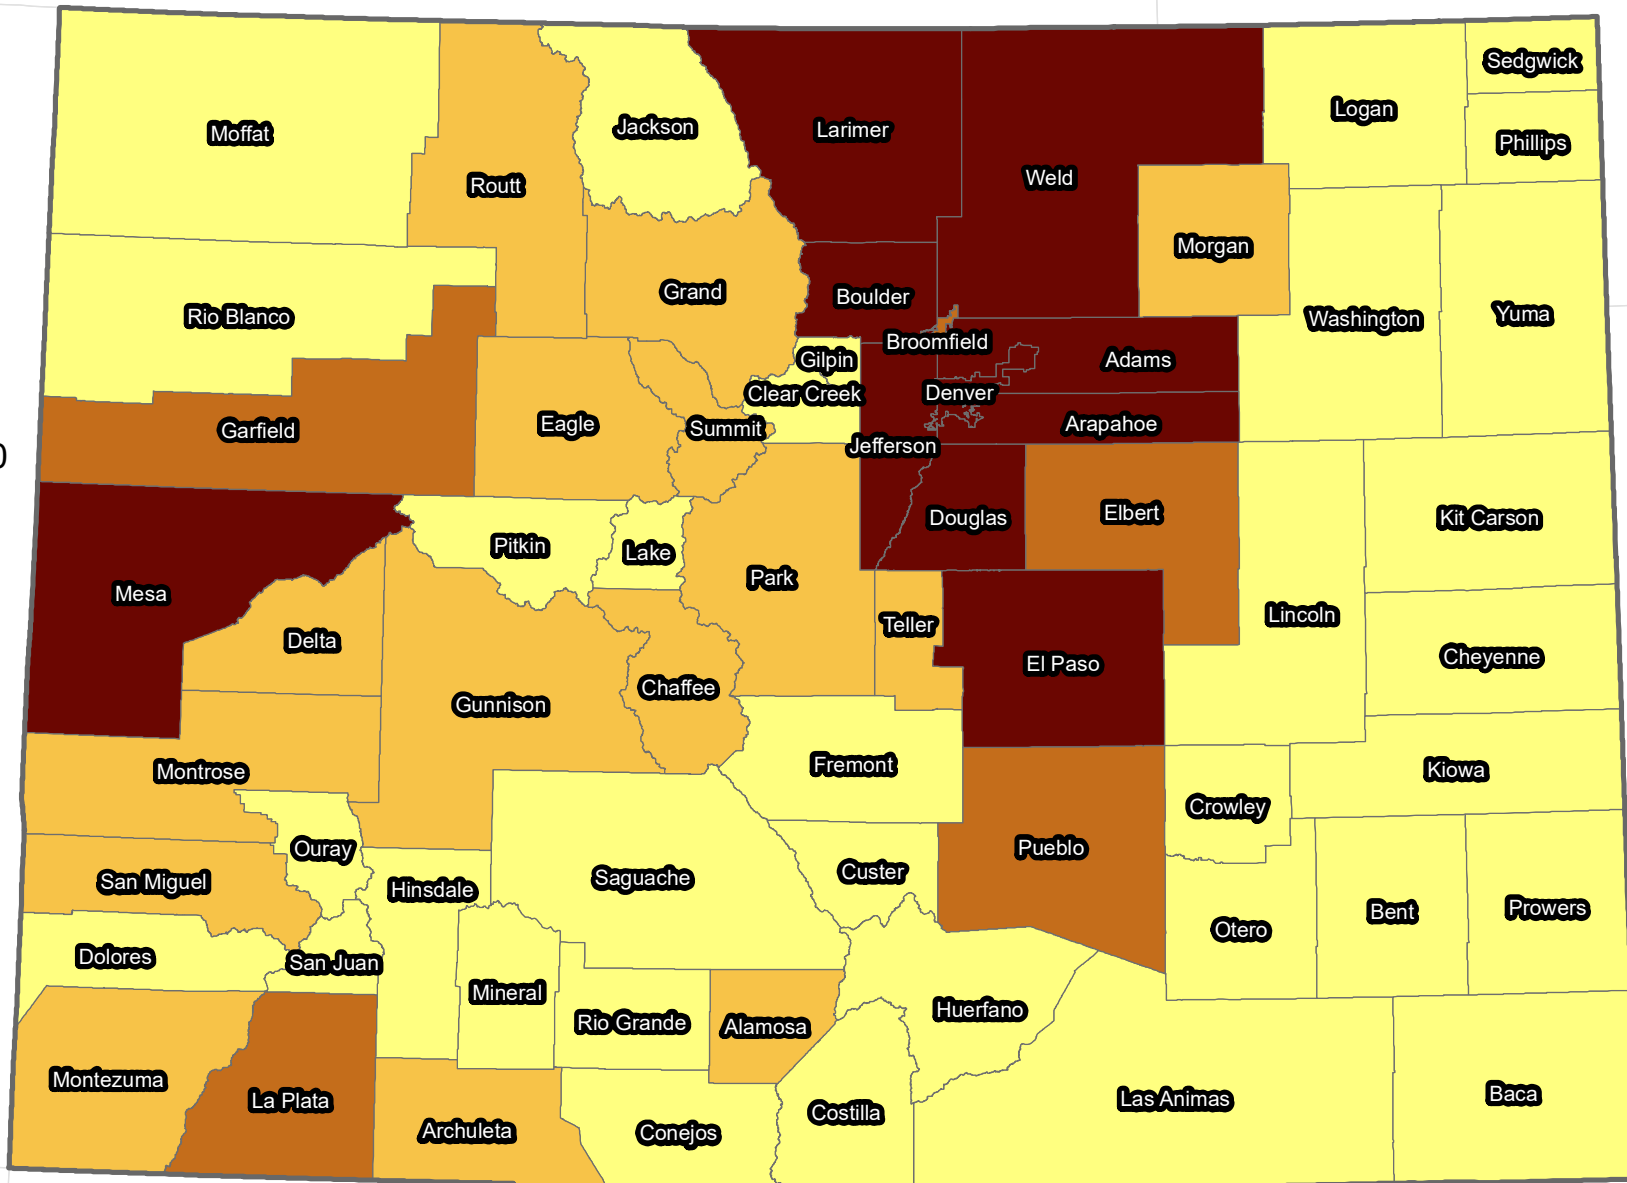 Sedgwick
Logan
Moffat
Jackson
Larimer
Phillips
Weld
Routt
Morgan
Grand
Boulder
Rio Blanco
Washington
Yuma
Broomfield
Gilpin
Adams
Clear Creek
Denver
Garfield
Eagle
Summit
Arapahoe
Jefferson
0
Pitkin
Lake
Douglas
Elbert
Kit Carson
Mesa
Park
Delta
Teller
Lincoln
Gunnison
Chaffee
El Paso
Cheyenne
Montrose
Fremont
Kiowa
Crowley
Ouray
Pueblo
San Miguel
Hinsdale
Saguache
Custer
Bent
Prowers
Dolores
San Juan
Otero
Mineral
Rio Grande
Alamosa
Huerfano
Montezuma
La Plata
Archuleta
Conejos
Costilla
Las Animas
Baca